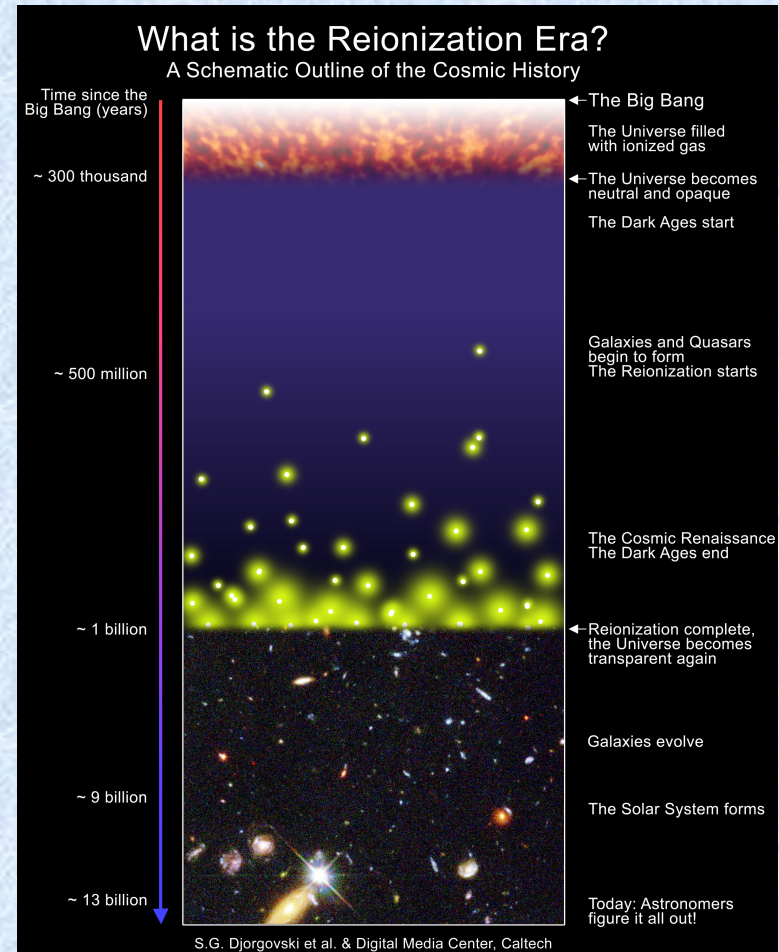 What is the Reionization Era?
A Schematic Outline of the Cosmic History
Time since the
Big Bang (years)
The Big Bang
The Universe filled
with ionized gas
~ 300 thousand
The Universe becomes
neutral and opaque
The Dark Ages start
Galaxies and Quasars
begin to form
The Reionization starts
~ 500 million
The Cosmic Renaissance
The Dark Ages end
~ 1 billion
Reionization complete,
the Universe becomes
transparent again
Galaxies evolve
~ 9 billion
The Solar System forms
~ 13 billion
Today: Astronomers
figure it all out!
S.G. Djorgovski et al. & Digital Media Center, Caltech